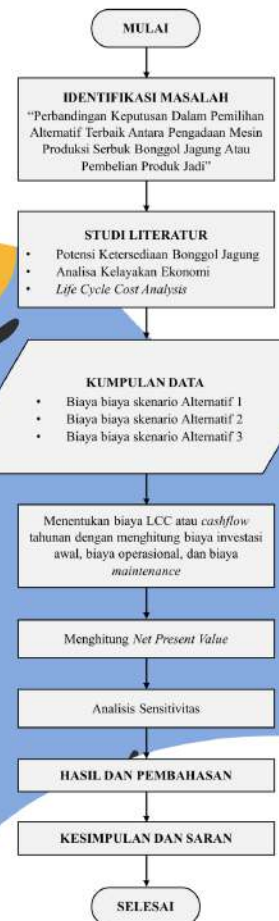 MULAI
IDENTIFIKASI MASALAH
“Perbandingan Keputusan Dalam Pemilihan
Alternatif Terbaik Antara Pengadaan Mesin
Produksi Serbuk Bonggol Jagung Atau
Pembelian Produk Jadi”
STUDI LITERATUR
• Potensi Ketersediaan Bonggol Jagung
• Analisa Kelayakan Ekonomi
• Life Cycle Cost Analysis
KUMPULAN DATA
• Biaya biaya skenario Alternatif 1
• Biaya biaya skenario Alternatif 2
• Biaya biaya skenario Alternatif 3
Menentukan biaya LCC atau cashflow
tahunan dengan menghitung biaya investasi
awal, biaya operasional, dan biaya
maintenance
Menghitung Net Present Value
Analisis Sensitivitas
HASIL DAN PEMBAHASAN
KESIMPULAN DAN SARAN
SELESAI